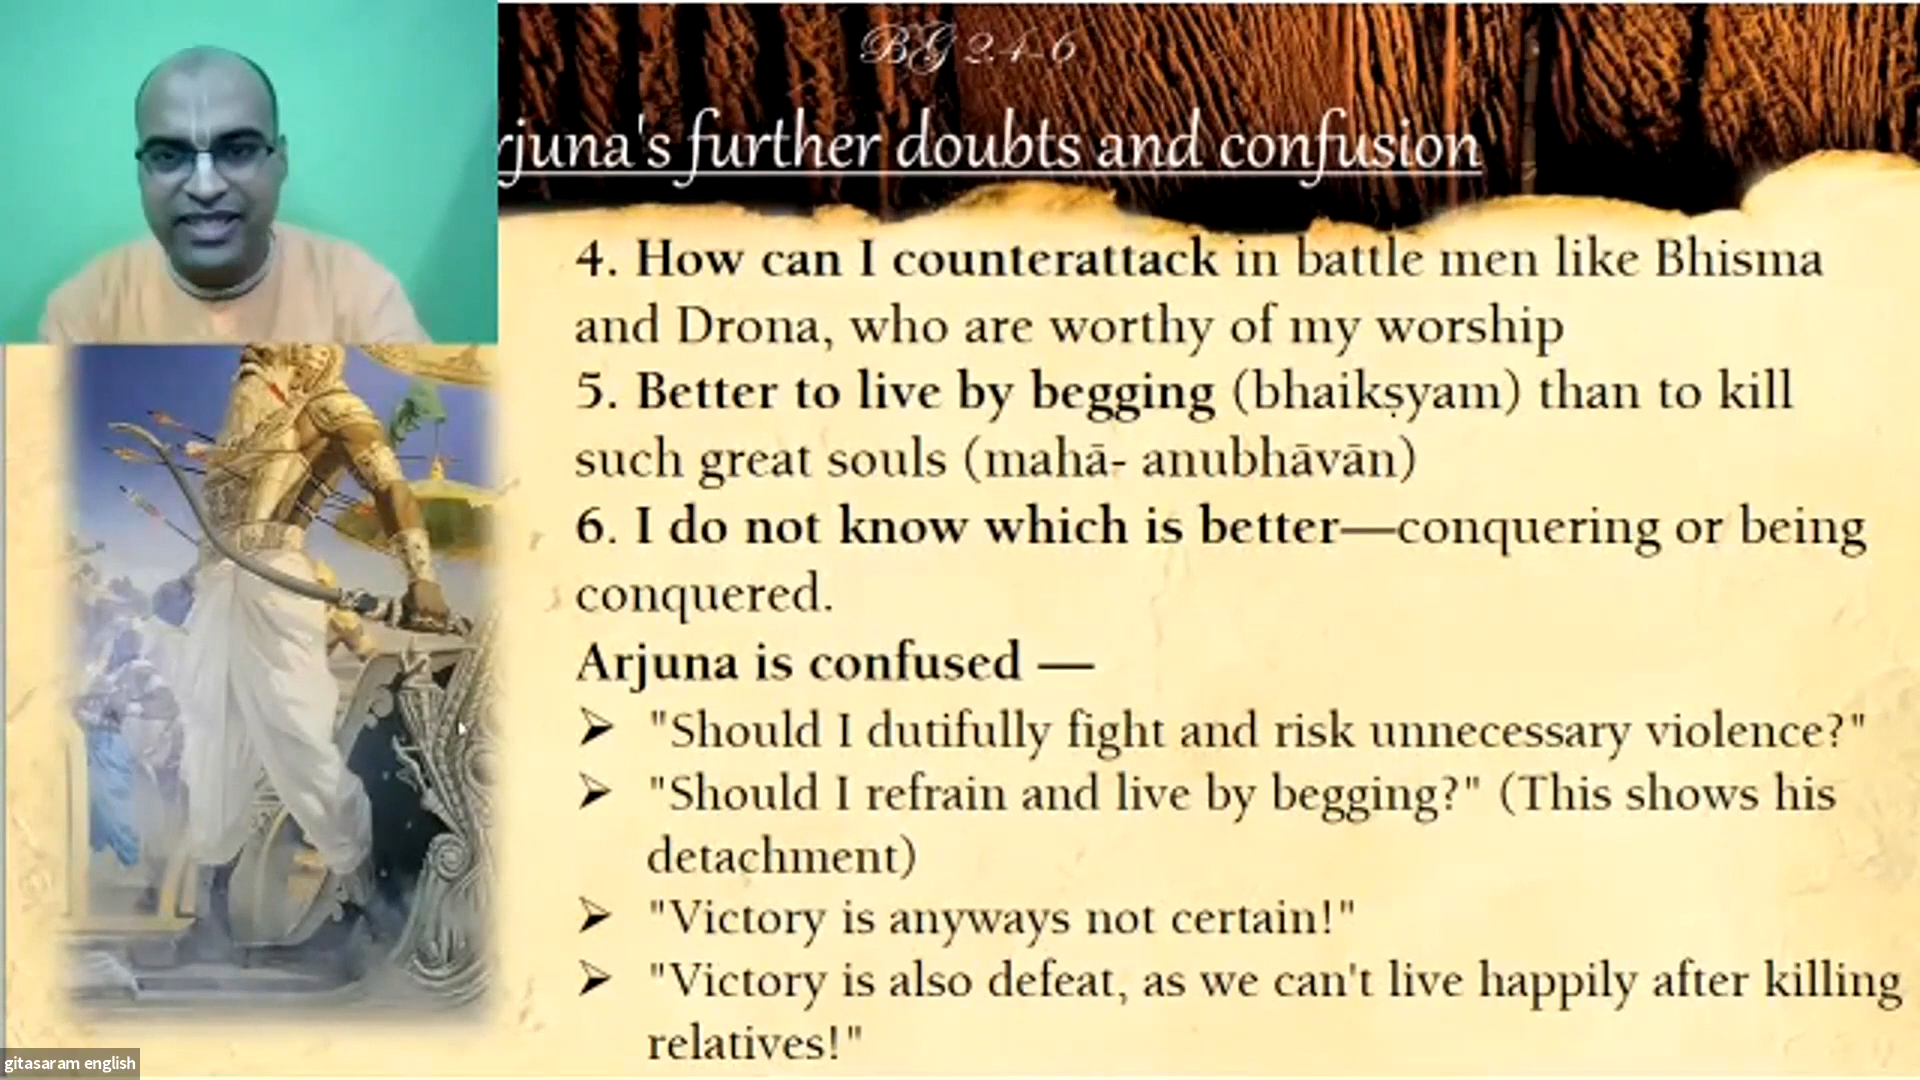 BG 2.4-6
rjuna's further doubts and confusion
4. How can I counterattack in battle men like Bhisma
and Drona, who are worthy of my worship
5. Better to live by begging (bhaikṣyam) than to kill
such great souls (mahā- anubhāvān)
6. I do not know which is better—conquering or being
conquered.
Arjuna is confused —
➢ "Should I dutifully fight and risk unnecessary violence?"
➢ "Should I refrain and live by begging?" (This shows his
detachment)
➢ "Victory is anyways not certain!"
➢ "Victory is also defeat, as we can't live happily after killing
relatives!"
gitasaram english